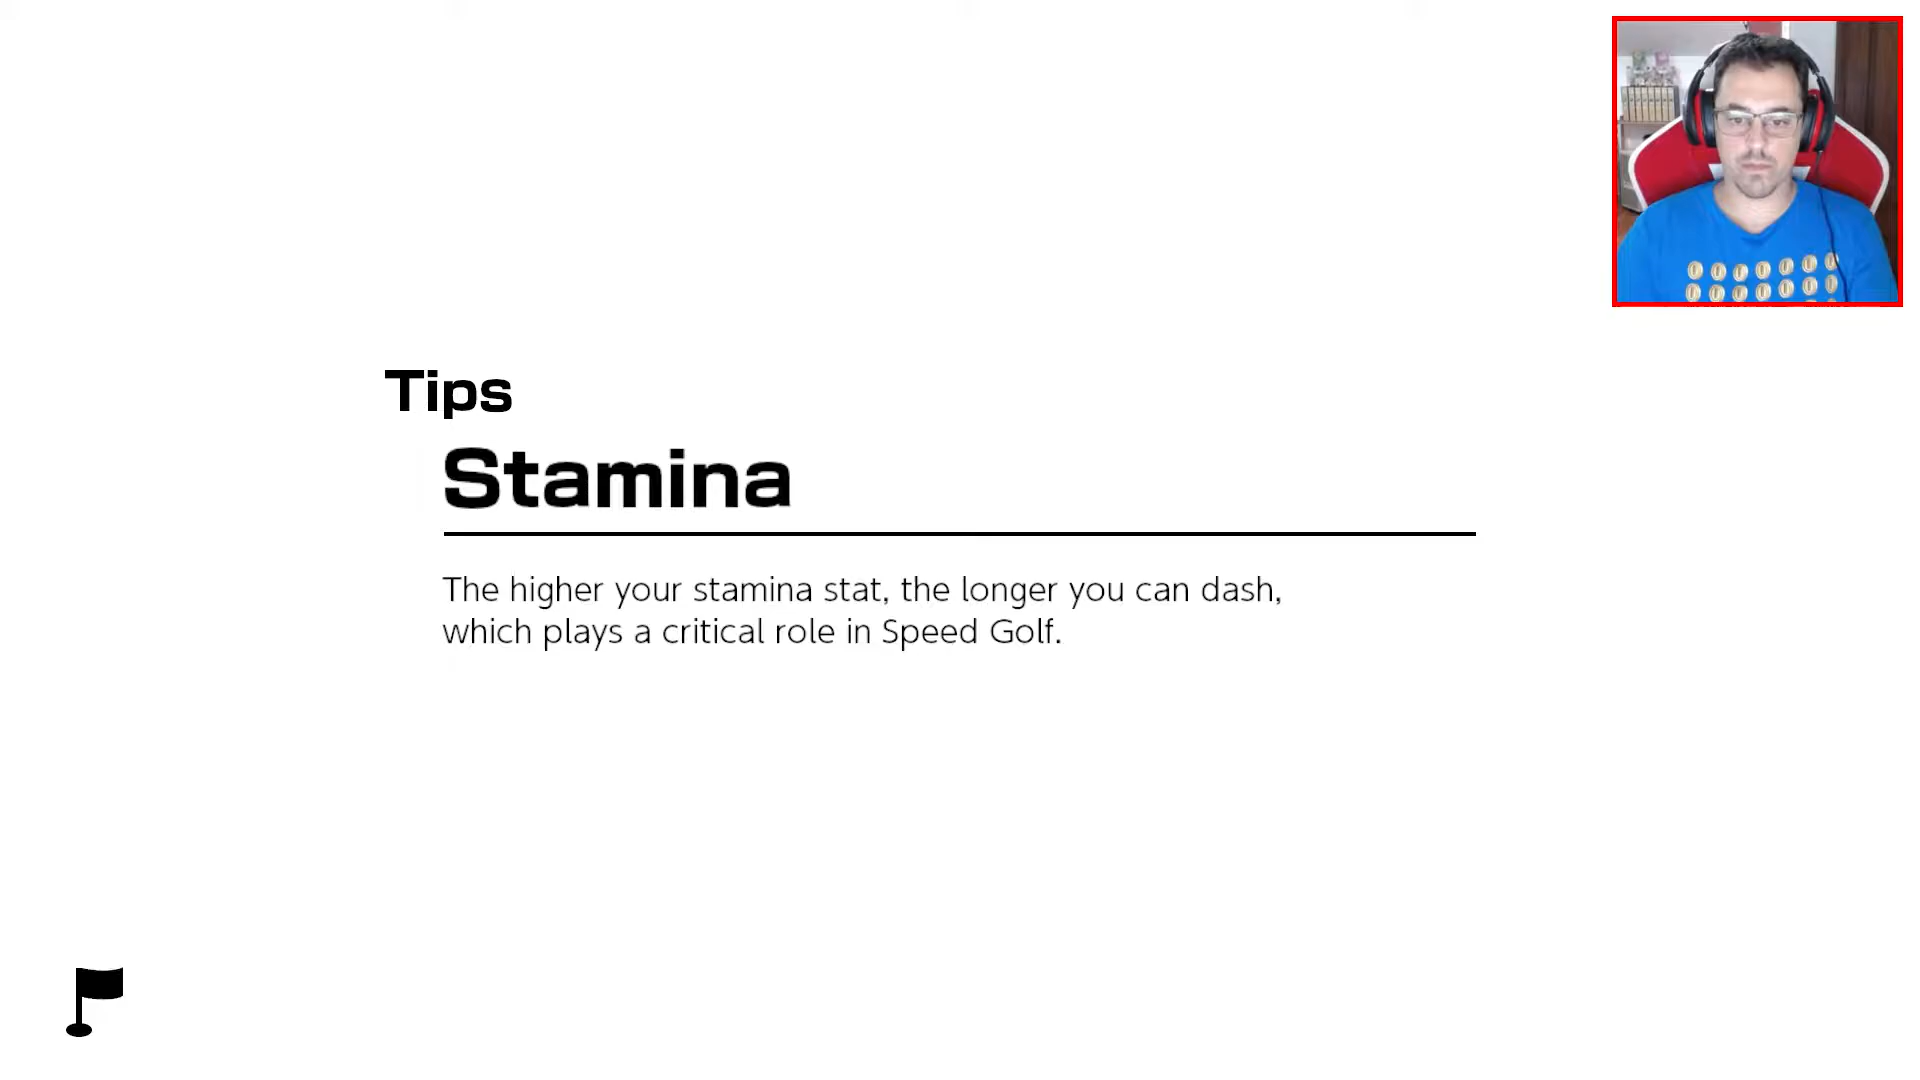 Tips
Stamina
The higher your stamina stat, the longer you can dash,
which plays a critical role in Speed Golf.